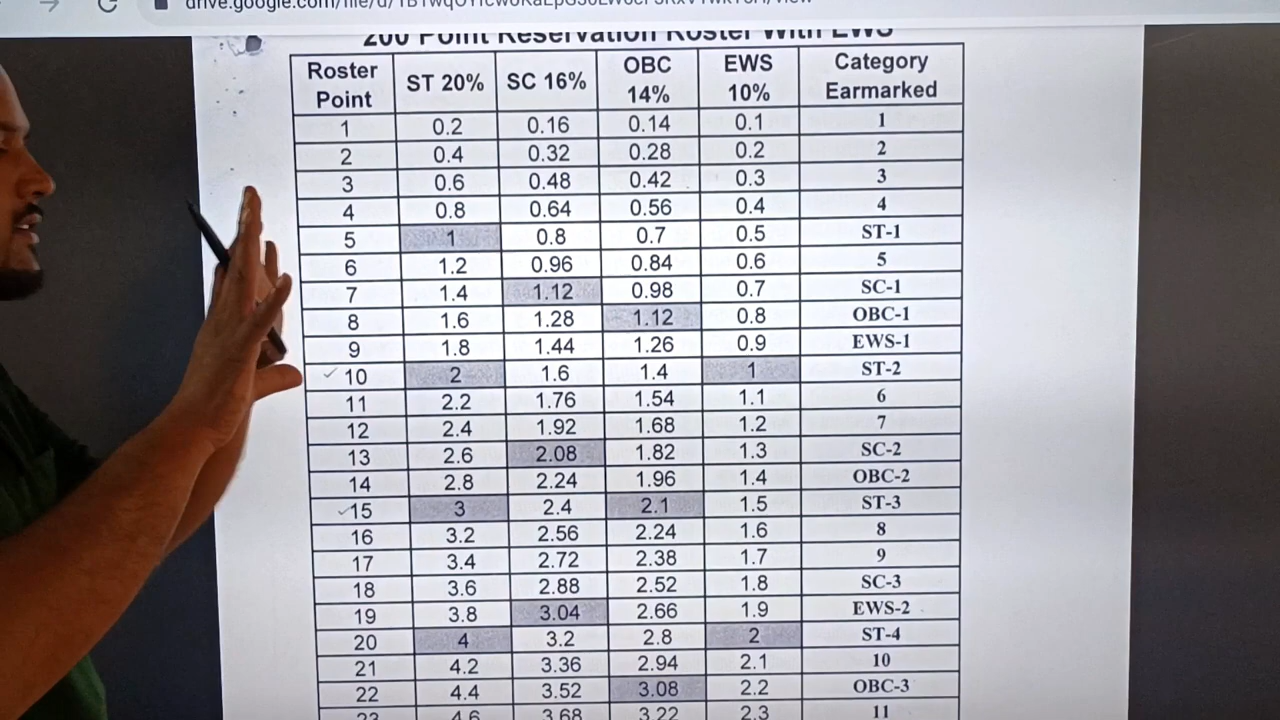 200 Point Reservation Roster With EWS
Roster Point | ST 20% | SC 16% | OBC 14% | EWS 10% | Category Earmarked
1 | 0.2 | 0.16 | 0.14 | 0.1 | 1
2 | 0.4 | 0.32 | 0.28 | 0.2 | 2
3 | 0.6 | 0.48 | 0.42 | 0.3 | 3
4 | 0.8 | 0.64 | 0.56 | 0.4 | 4
5 | 1 | 0.8 | 0.7 | 0.5 | ST-1
6 | 1.2 | 0.96 | 0.84 | 0.6 | 5
7 | 1.4 | 1.12 | 0.98 | 0.7 | SC-1
8 | 1.6 | 1.28 | 1.12 | 0.8 | OBC-1
9 | 1.8 | 1.44 | 1.26 | 0.9 | EWS-1
10 | 2 | 1.6 | 1.4 | 1 | ST-2
11 | 2.2 | 1.76 | 1.54 | 1.1 | 6
12 | 2.4 | 1.92 | 1.68 | 1.2 | 7
13 | 2.6 | 2.08 | 1.82 | 1.3 | SC-2
14 | 2.8 | 2.24 | 1.96 | 1.4 | OBC-2
15 | 3 | 2.4 | 2.1 | 1.5 | ST-3
16 | 3.2 | 2.56 | 2.24 | 1.6 | 8
17 | 3.4 | 2.72 | 2.38 | 1.7 | 9
18 | 3.6 | 2.88 | 2.52 | 1.8 | SC-3
19 | 3.8 | 3.04 | 2.66 | 1.9 | EWS-2
20 | 4 | 3.2 | 2.8 | 2 | ST-4
21 | 4.2 | 3.36 | 2.94 | 2.1 | 10
22 | 4.4 | 3.52 | 3.08 | 2.2 | OBC-3
23 | 4.6 | 3.68 | 3.22 | 2.3 | 11